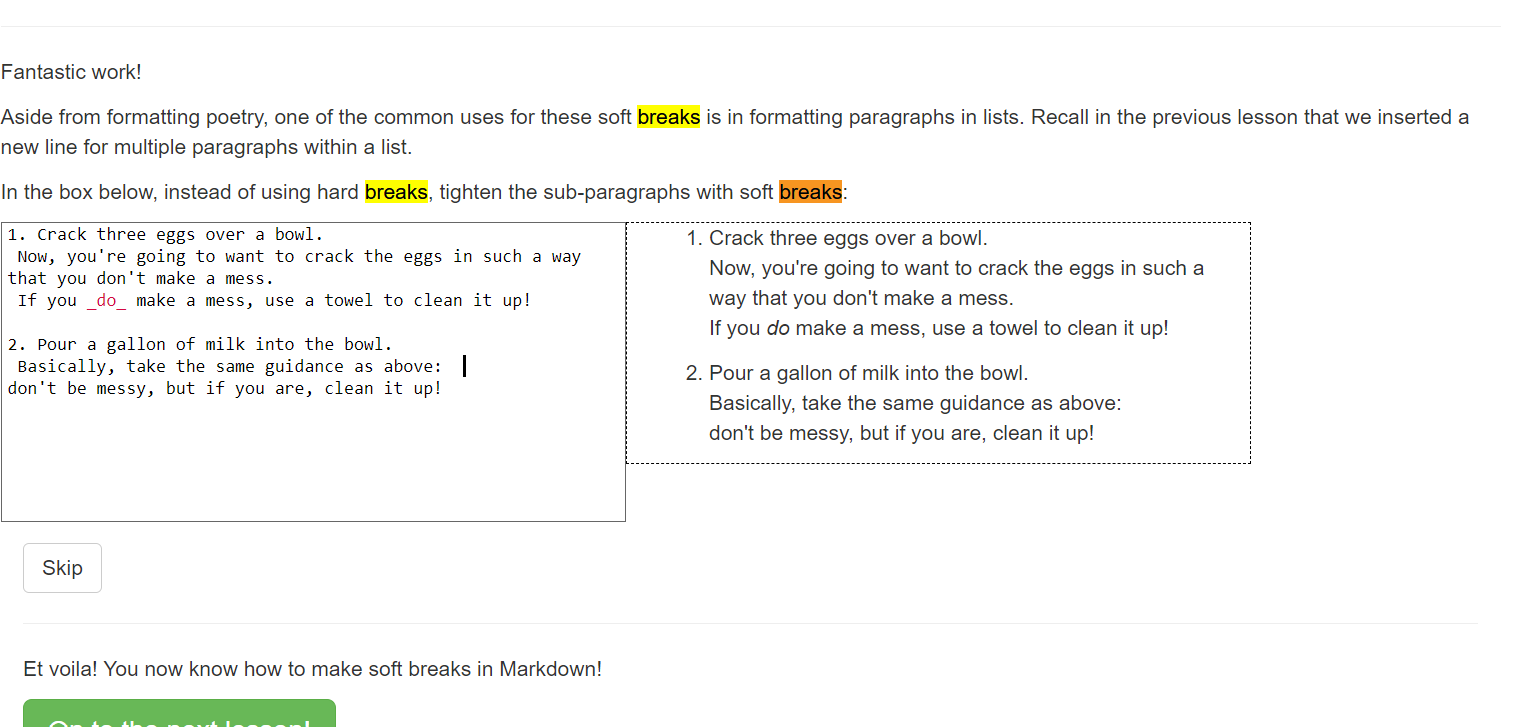 Fantastic work!
Aside from formatting poetry, one of the common uses for these soft breaks is in formatting paragraphs in lists. Recall in the previous lesson that we inserted a
new line for multiple paragraphs within a list.
In the box below, instead of using hard breaks, tighten the sub-paragraphs with soft breaks:
1. Crack three eggs over a bowl.
Now, you're going to want to crack the eggs in such a way
that you don't make a mess.
If you _do_ make a mess, use a towel to clean it up!
2. Pour a gallon of milk into the bowl.
Basically, take the same guidance as above:
don't be messy, but if you are, clean it up!
1. Crack three eggs over a bowl.
Now, you're going to want to crack the eggs in such a
way that you don't make a mess.
If you do make a mess, use a towel to clean it up!
2. Pour a gallon of milk into the bowl.
Basically, take the same guidance as above:
don't be messy, but if you are, clean it up!
Skip
Et voila! You now know how to make soft breaks in Markdown!
On to the next lesson!